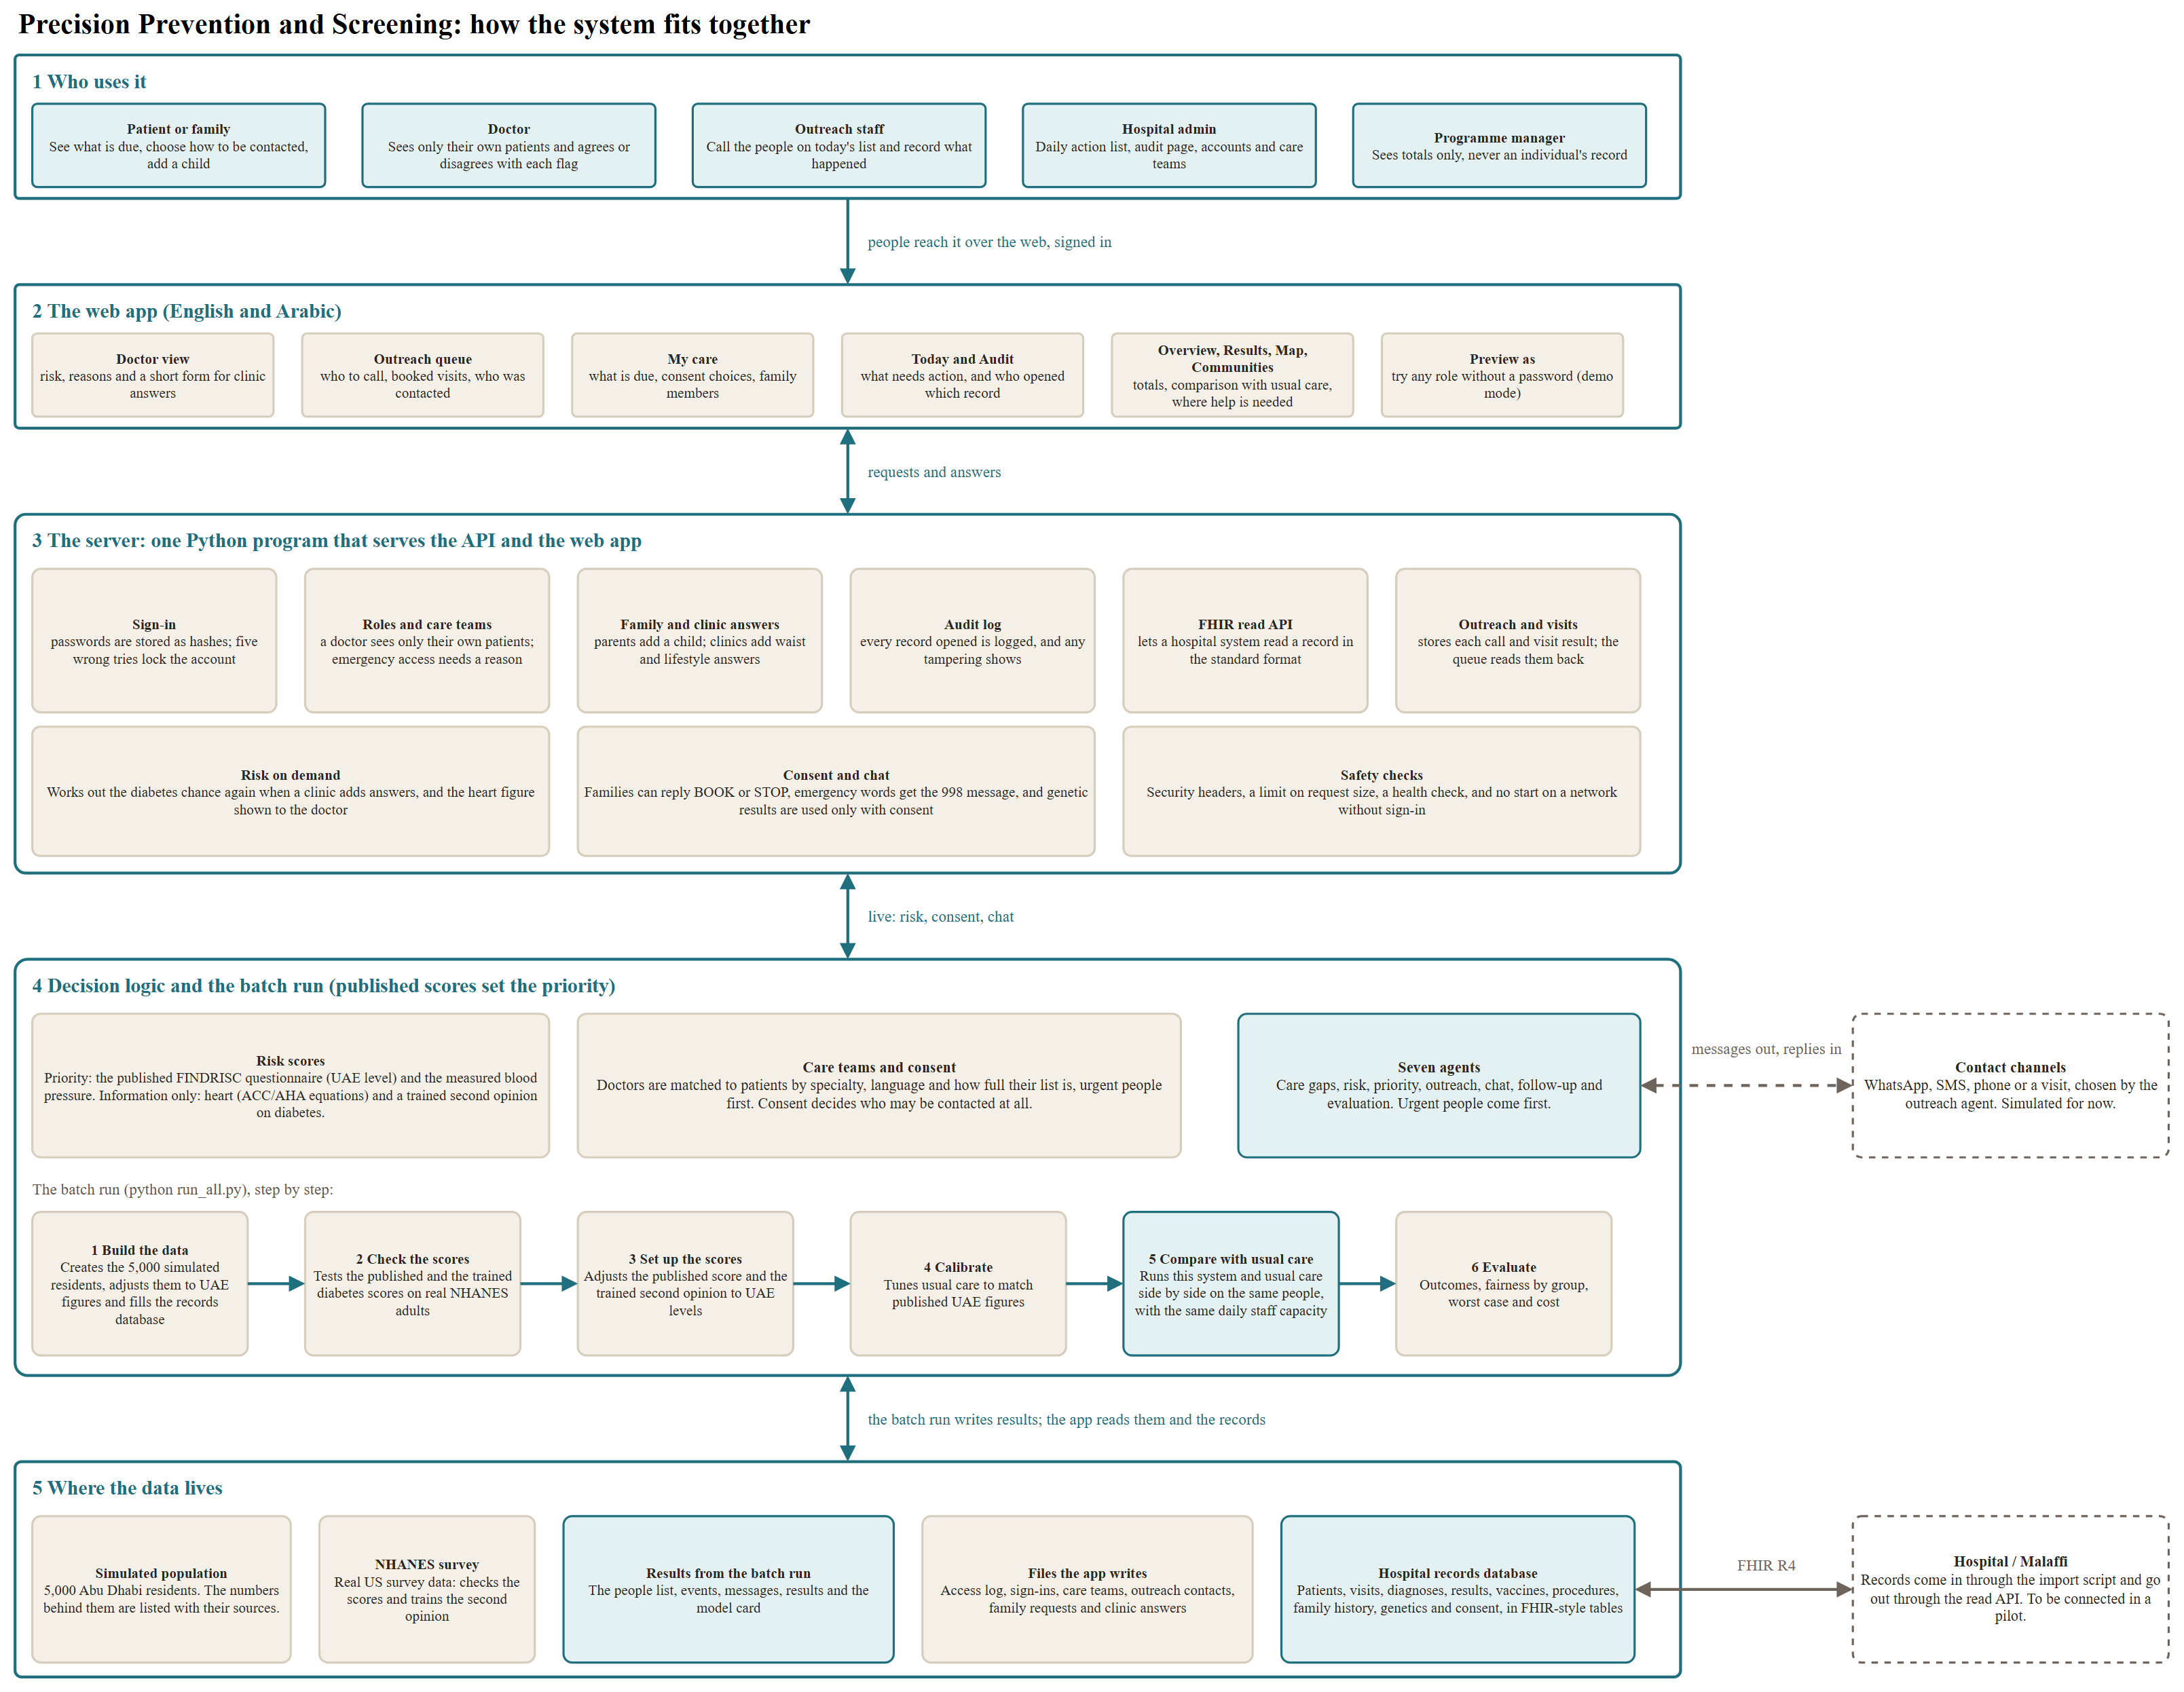 Precision Prevention and Screening: how the system fits together
1 Who uses it
Patient or family
See what is due, choose how to be contacted,
add a child
Doctor
Sees only their own patients and agrees or
disagrees with each flag
Outreach staff
Call the people on today's list and record what
happened
Hospital admin
Daily action list, audit page, accounts and care
teams
Programme manager
Sees totals only, never an individual's record
people reach it over the web, signed in
2 The web app (English and Arabic)
Doctor view
risk, reasons and a short form for clinic
answers
Outreach queue
who to call, booked visits, who was
contacted
My care
what is due, consent choices, family
members
Today and Audit
what needs action, and who opened
which record
Overview, Results, Map,
Communities
totals, comparison with usual care,
where help is needed
Preview as
try any role without a password (demo
mode)
requests and answers
3 The server: one Python program that serves the API and the web app
Sign-in
passwords are stored as hashes; five
wrong tries lock the account
Roles and care teams
a doctor sees only their own patients;
emergency access needs a reason
Family and clinic answers
parents add a child; clinics add waist
and lifestyle answers
Audit log
every record opened is logged, and any
tampering shows
FHIR read API
lets a hospital system read a record in
the standard format
Outreach and visits
stores each call and visit result; the
queue reads them back
Risk on demand
Works out the diabetes chance again when a clinic adds answers, and the heart figure
shown to the doctor
Consent and chat
Families can reply BOOK or STOP, emergency words get the 998 message, and genetic
results are used only with consent
Safety checks
Security headers, a limit on request size, a health check, and no start on a network
without sign-in
live: risk, consent, chat
4 Decision logic and the batch run (published scores set the priority)
Risk scores
Priority: the published FINDRISC questionnaire (UAE level) and the measured blood
pressure. Information only: heart (ACC/AHA equations) and a trained second opinion
on diabetes.
Care teams and consent
Doctors are matched to patients by specialty, language and how full their list is, urgent people
first. Consent decides who may be contacted at all.
Seven agents
Care gaps, risk, priority, outreach, chat, follow-up and
evaluation. Urgent people come first.
messages out, replies in
Contact channels
WhatsApp, SMS, phone or a visit, chosen by the
outreach agent. Simulated for now.
The batch run (python run_all.py), step by step:
1 Build the data
Creates the 5,000 simulated
residents, adjusts them to UAE
figures and fills the records
database
2 Check the scores
Tests the published and the trained
diabetes scores on real NHANES
adults
3 Set up the scores
Adjusts the published score and the
trained second opinion to UAE
levels
4 Calibrate
Tunes usual care to match
published UAE figures
5 Compare with usual care
Runs this system and usual care
side by side on the same people,
with the same daily staff capacity
6 Evaluate
Outcomes, fairness by group,
worst case and cost
the batch run writes results; the app reads them and the records
5 Where the data lives
Simulated population
5,000 Abu Dhabi residents. The numbers
behind them are listed with their sources.
NHANES survey
Real US survey data: checks the
scores and trains the second
opinion
Results from the batch run
The people list, events, messages, results and the
model card
Files the app writes
Access log, sign-ins, care teams, outreach contacts,
family requests and clinic answers
Hospital records database
Patients, visits, diagnoses, results, vaccines, procedures,
family history, genetics and consent, in FHIR-style tables
FHIR R4
Hospital / Malaffi
Records come in through the import script and go
out through the read API. To be connected in a
pilot.